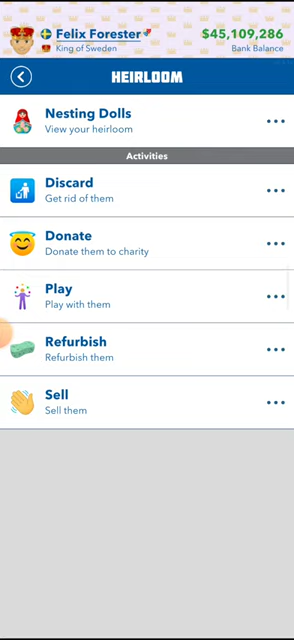 Felix Forester
$45,109,286
King of Sweden
Bank Balance
HEIRLOOM
Nesting Dolls
View your heirloom
Activities
Discard
Get rid of them
Donate
Donate them to charity
Play
Play with them
Refurbish
Refurbish them
Sell
Sell them